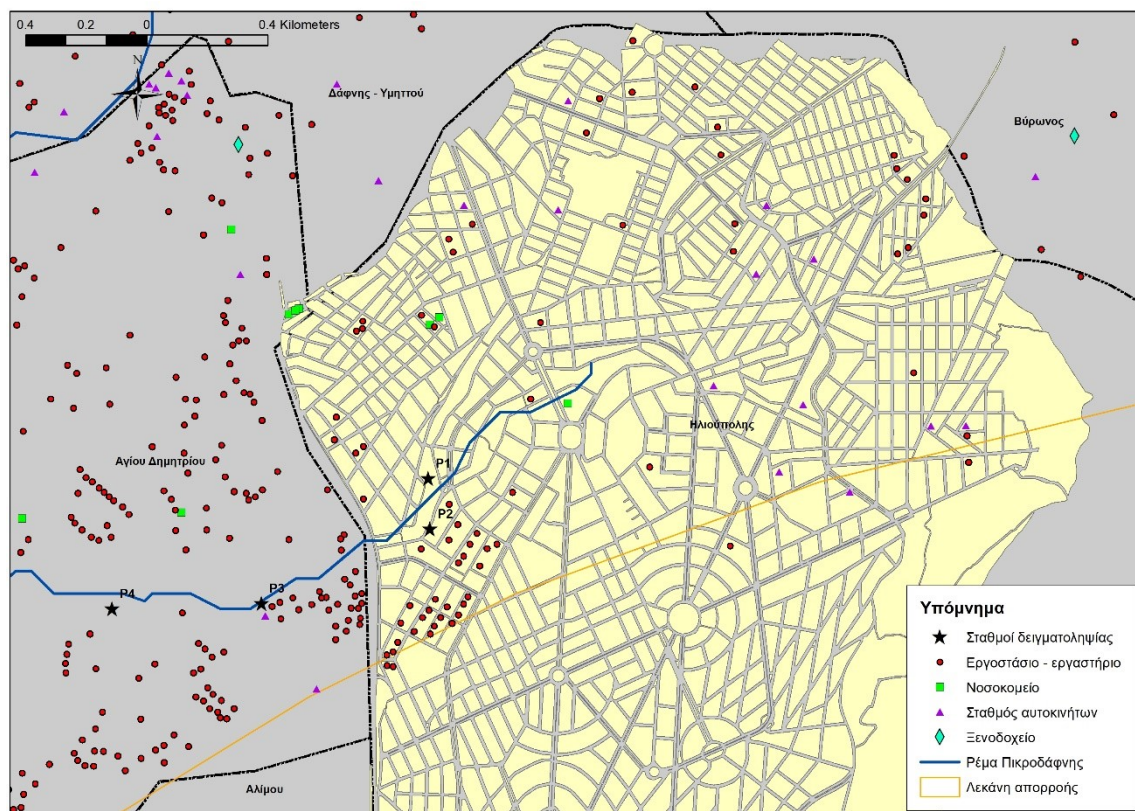 0.4 0.2 0 0.4 Kilometers
N
Δάφνης - Υμηττού
Βύρωνος
Ηλιούπολης
Αγίου Δημητρίου
P1
P2
P3
P4
Αλίμου
Υπόμνημα
Σταθμοί δειγματοληψίας
Εργοστάσιο - εργαστήριο
Νοσοκομείο
Σταθμός αυτοκινήτων
Ξενοδοχείο
Ρέμα Πικροδάφνης
Λεκάνη απορροής